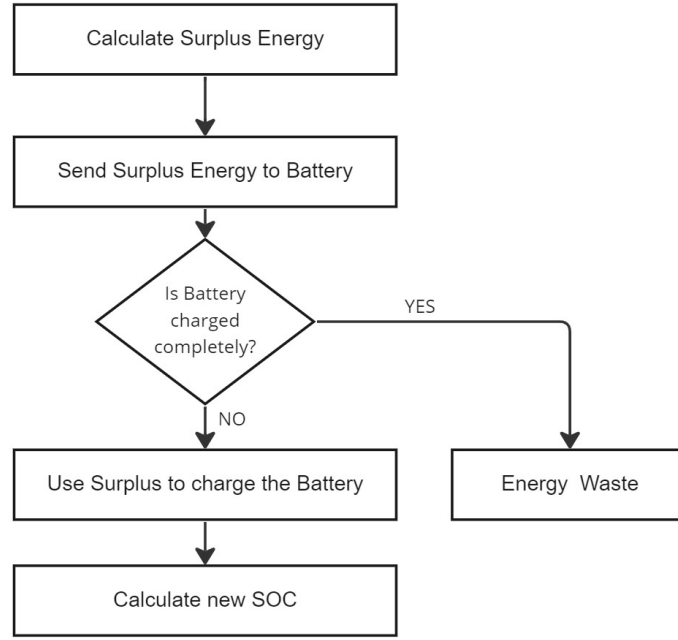 Calculate Surplus Energy
Send Surplus Energy to Battery
Is Battery
charged
completely?
YES
NO
Use Surplus to charge the Battery
Energy Waste
Calculate new SOC